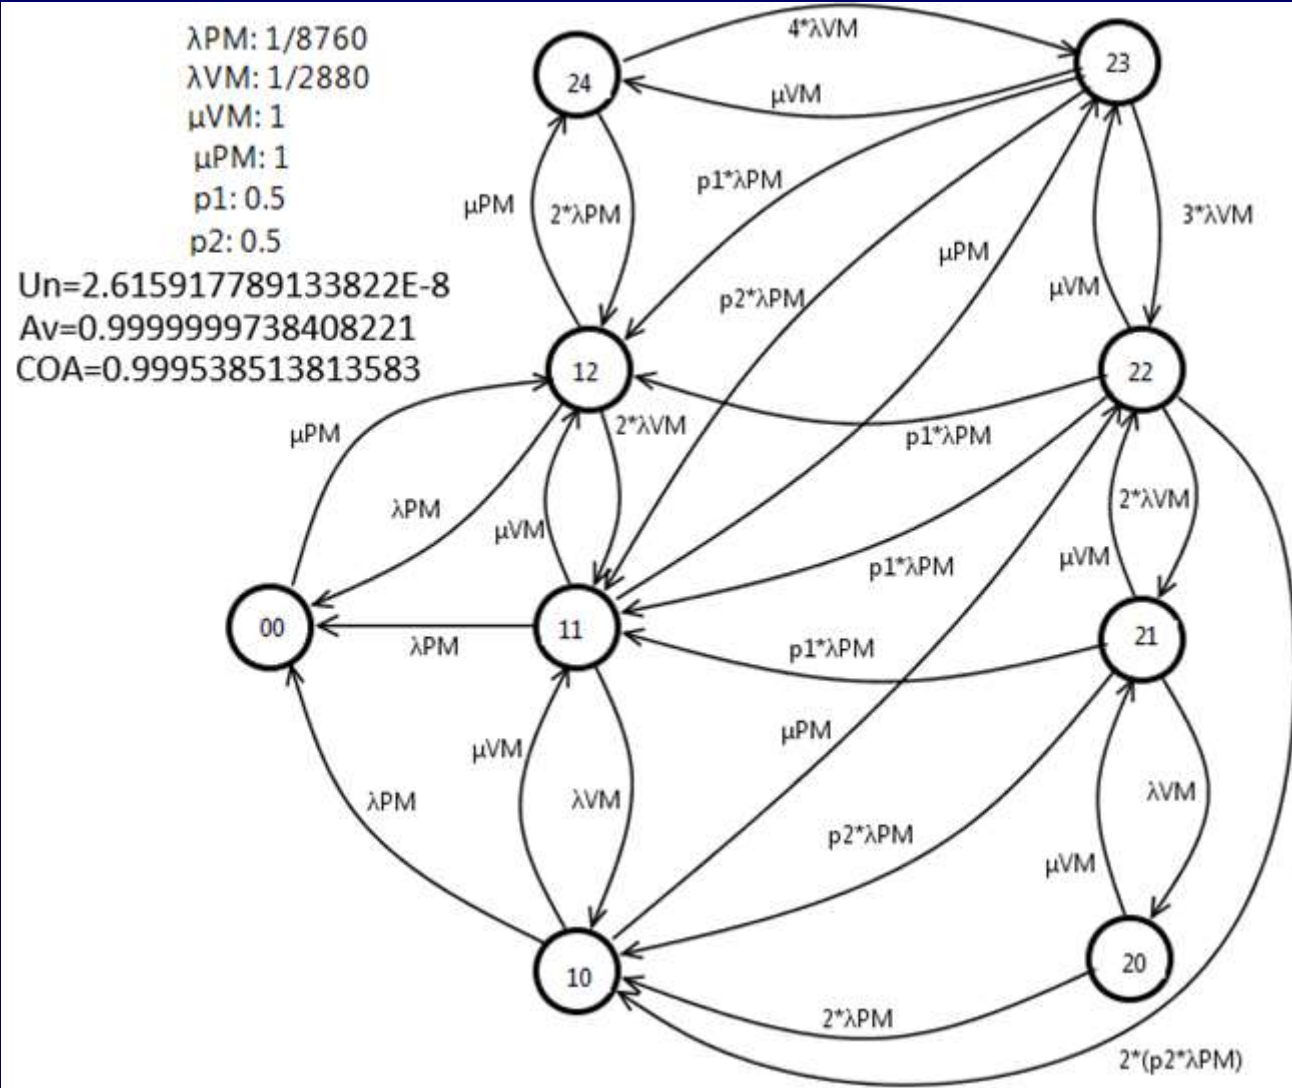 λPM: 1/8760
λVM: 1/2880
μVM: 1
μPM: 1
p1: 0.5
p2: 0.5
Un=2.615917789133822E-8
Av=0.9999999738408221
COA=0.999538513813583
4*λVM
24
23
μVM
p1*λPM
μPM
2*λPM
3*λVM
μPM
p2*λPM
μVM
12
22
2*λVM
μPM
p1*λPM
λPM
2*λVM
μVM
μVM
p1*λPM
00
11
21
λPM
p1*λPM
μPM
μVM
λVM
λVM
λPM
p2*λPM
μVM
10
20
2*λPM
2*(p2*λPM)